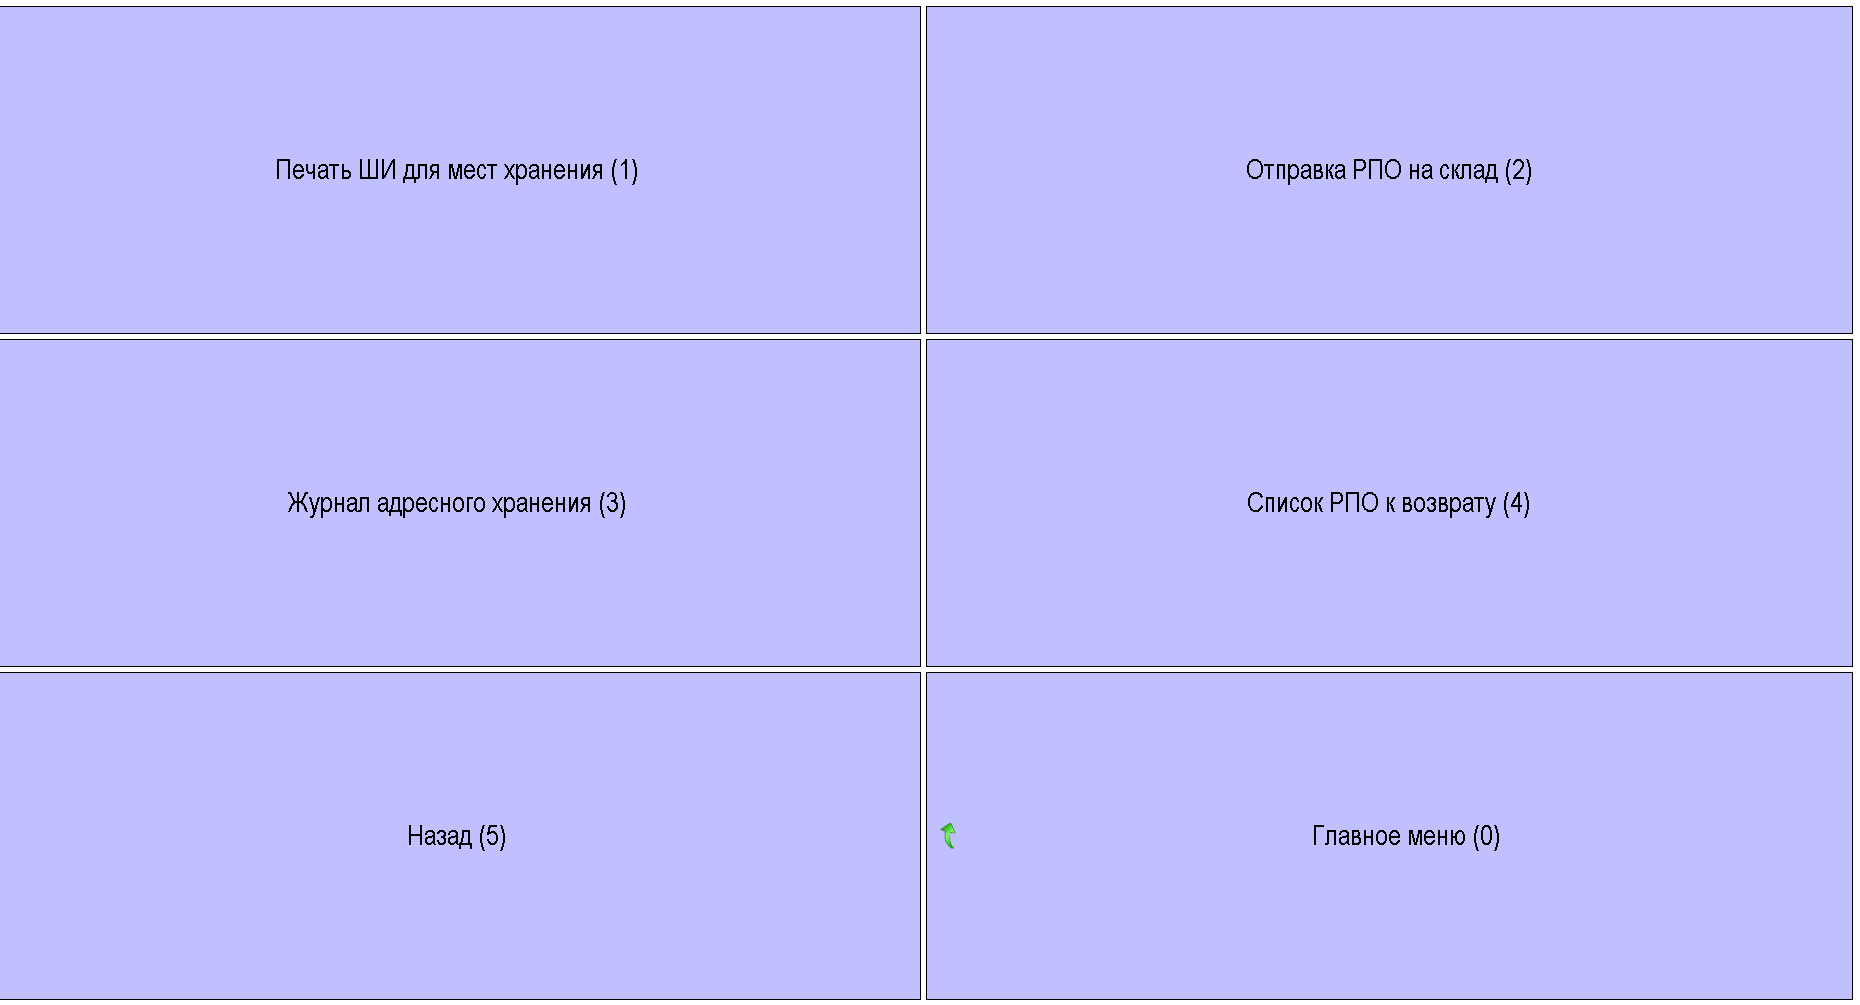 Печать ШИ для мест хранения (1)
Отправка РПО на склад (2)
Журнал адресного хранения (3)
Список РПО к возврату (4)
Назад (5)
Главное меню (0)